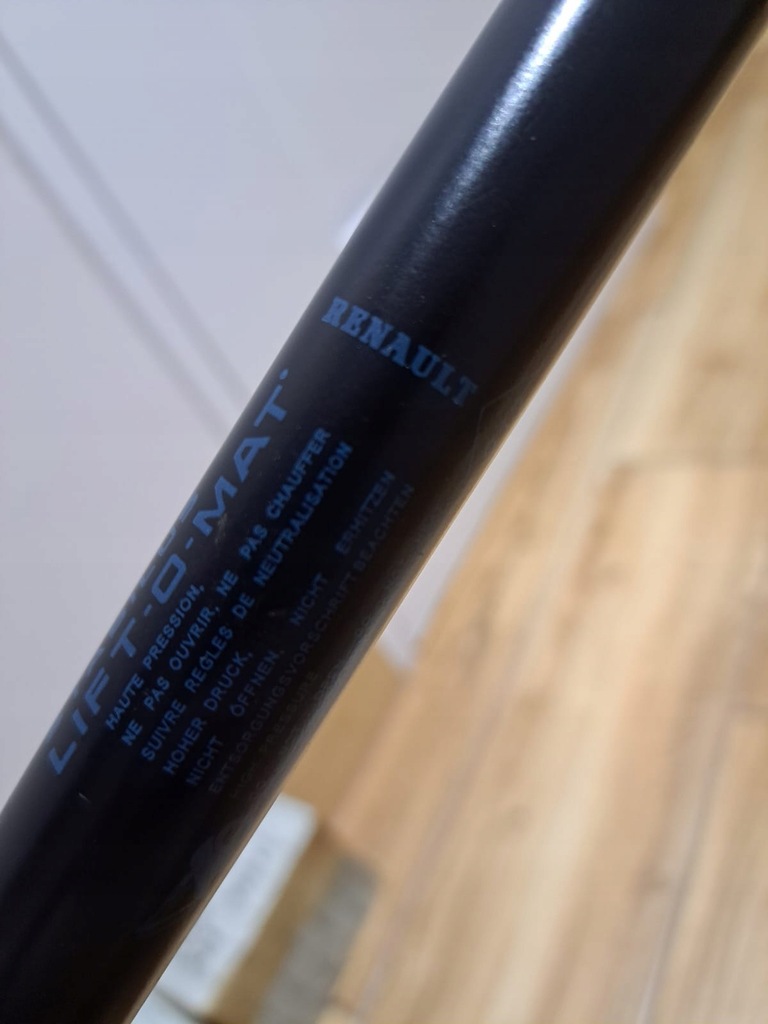 RENAULT
LIFT-O-MAT
HAUTE PRESSION,
NE PAS OUVRIR, NE PAS CHAUFFER
SUIVRE REGLES DE NEUTRALISATION
HOHER DRUCK,
NICHT ÖFFNEN, NICHT ERHITZEN
ENTSORGUNGSVORSCHRIFT BEACHTEN
PRESSURE